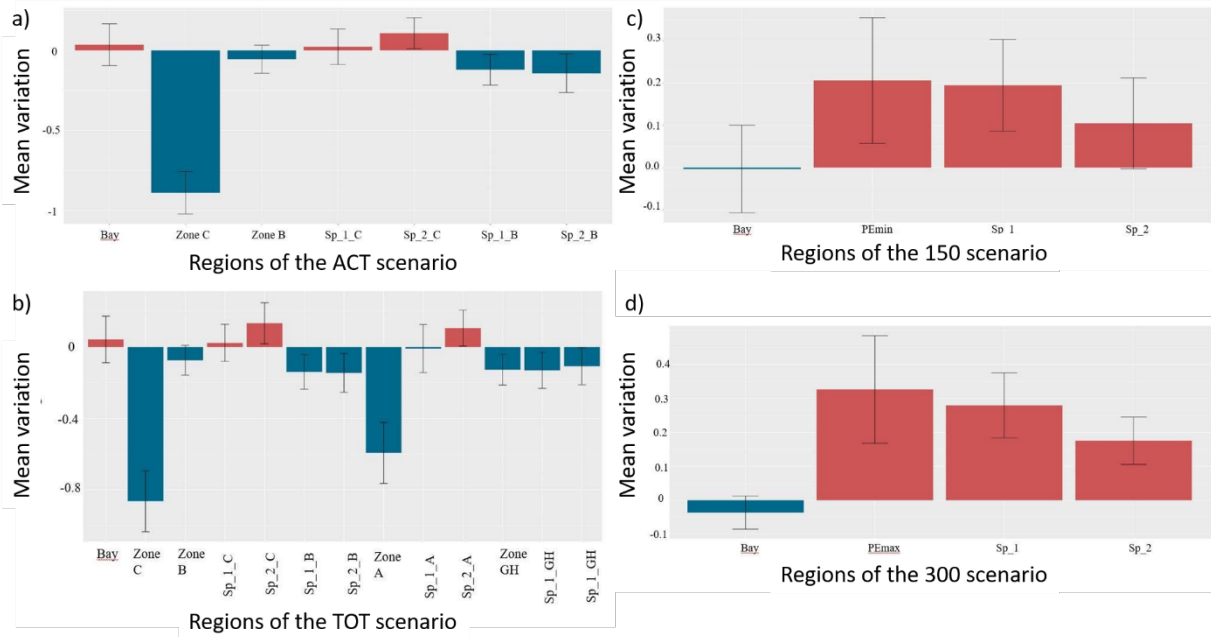 a)
Mean variation
0
-0.5
-1
Bay
Zone C
Zone B
Sp_1_C
Sp_2_C
Sp_1_B
Sp_2_B
Regions of the ACT scenario
b)
Mean variation
0
-0.4
-0.8
Bay
Zone
C
Zone
B
Sp_1_C
Sp_2_C
Sp_1_B
Sp_2_B
Zone
A
Sp_1_A
Sp_2_A
Zone
GH
Sp_1_GH
Sp_1_GH
Regions of the TOT scenario
c)
Mean variation
0.3
0.2
0.1
0.0
-0.1
Bay
PEmin
Sp_1
Sp_2
Regions of the 150 scenario
d)
Mean variation
0.4
0.3
0.2
0.1
0
-0.1
Bay
PEmax
Sp_1
Sp_2
Regions of the 300 scenario